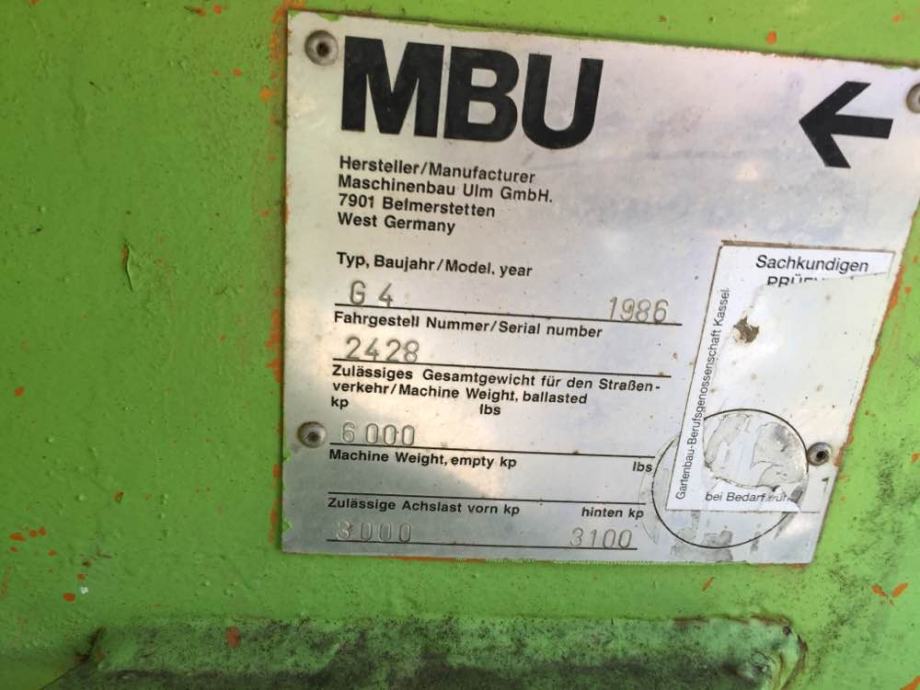 MBU
Hersteller/Manufacturer
Maschinenbau Ulm GmbH.
7901 Belmerstetten
West Germany
Typ, Baujahr/Model, year
G 4 1986
Fahrgestell Nummer/Serial number
2428
Zulässiges Gesamtgewicht für den Straßen-
verkehr/Machine Weight, ballasted
kp lbs
6000
Machine Weight, empty kp lbs
Zulässige Achslast vorn kp hinten kp
3000 3100
Sachkundigen
Gartenbau-Berufsgenossenschaft Kassel
bei Bedarf